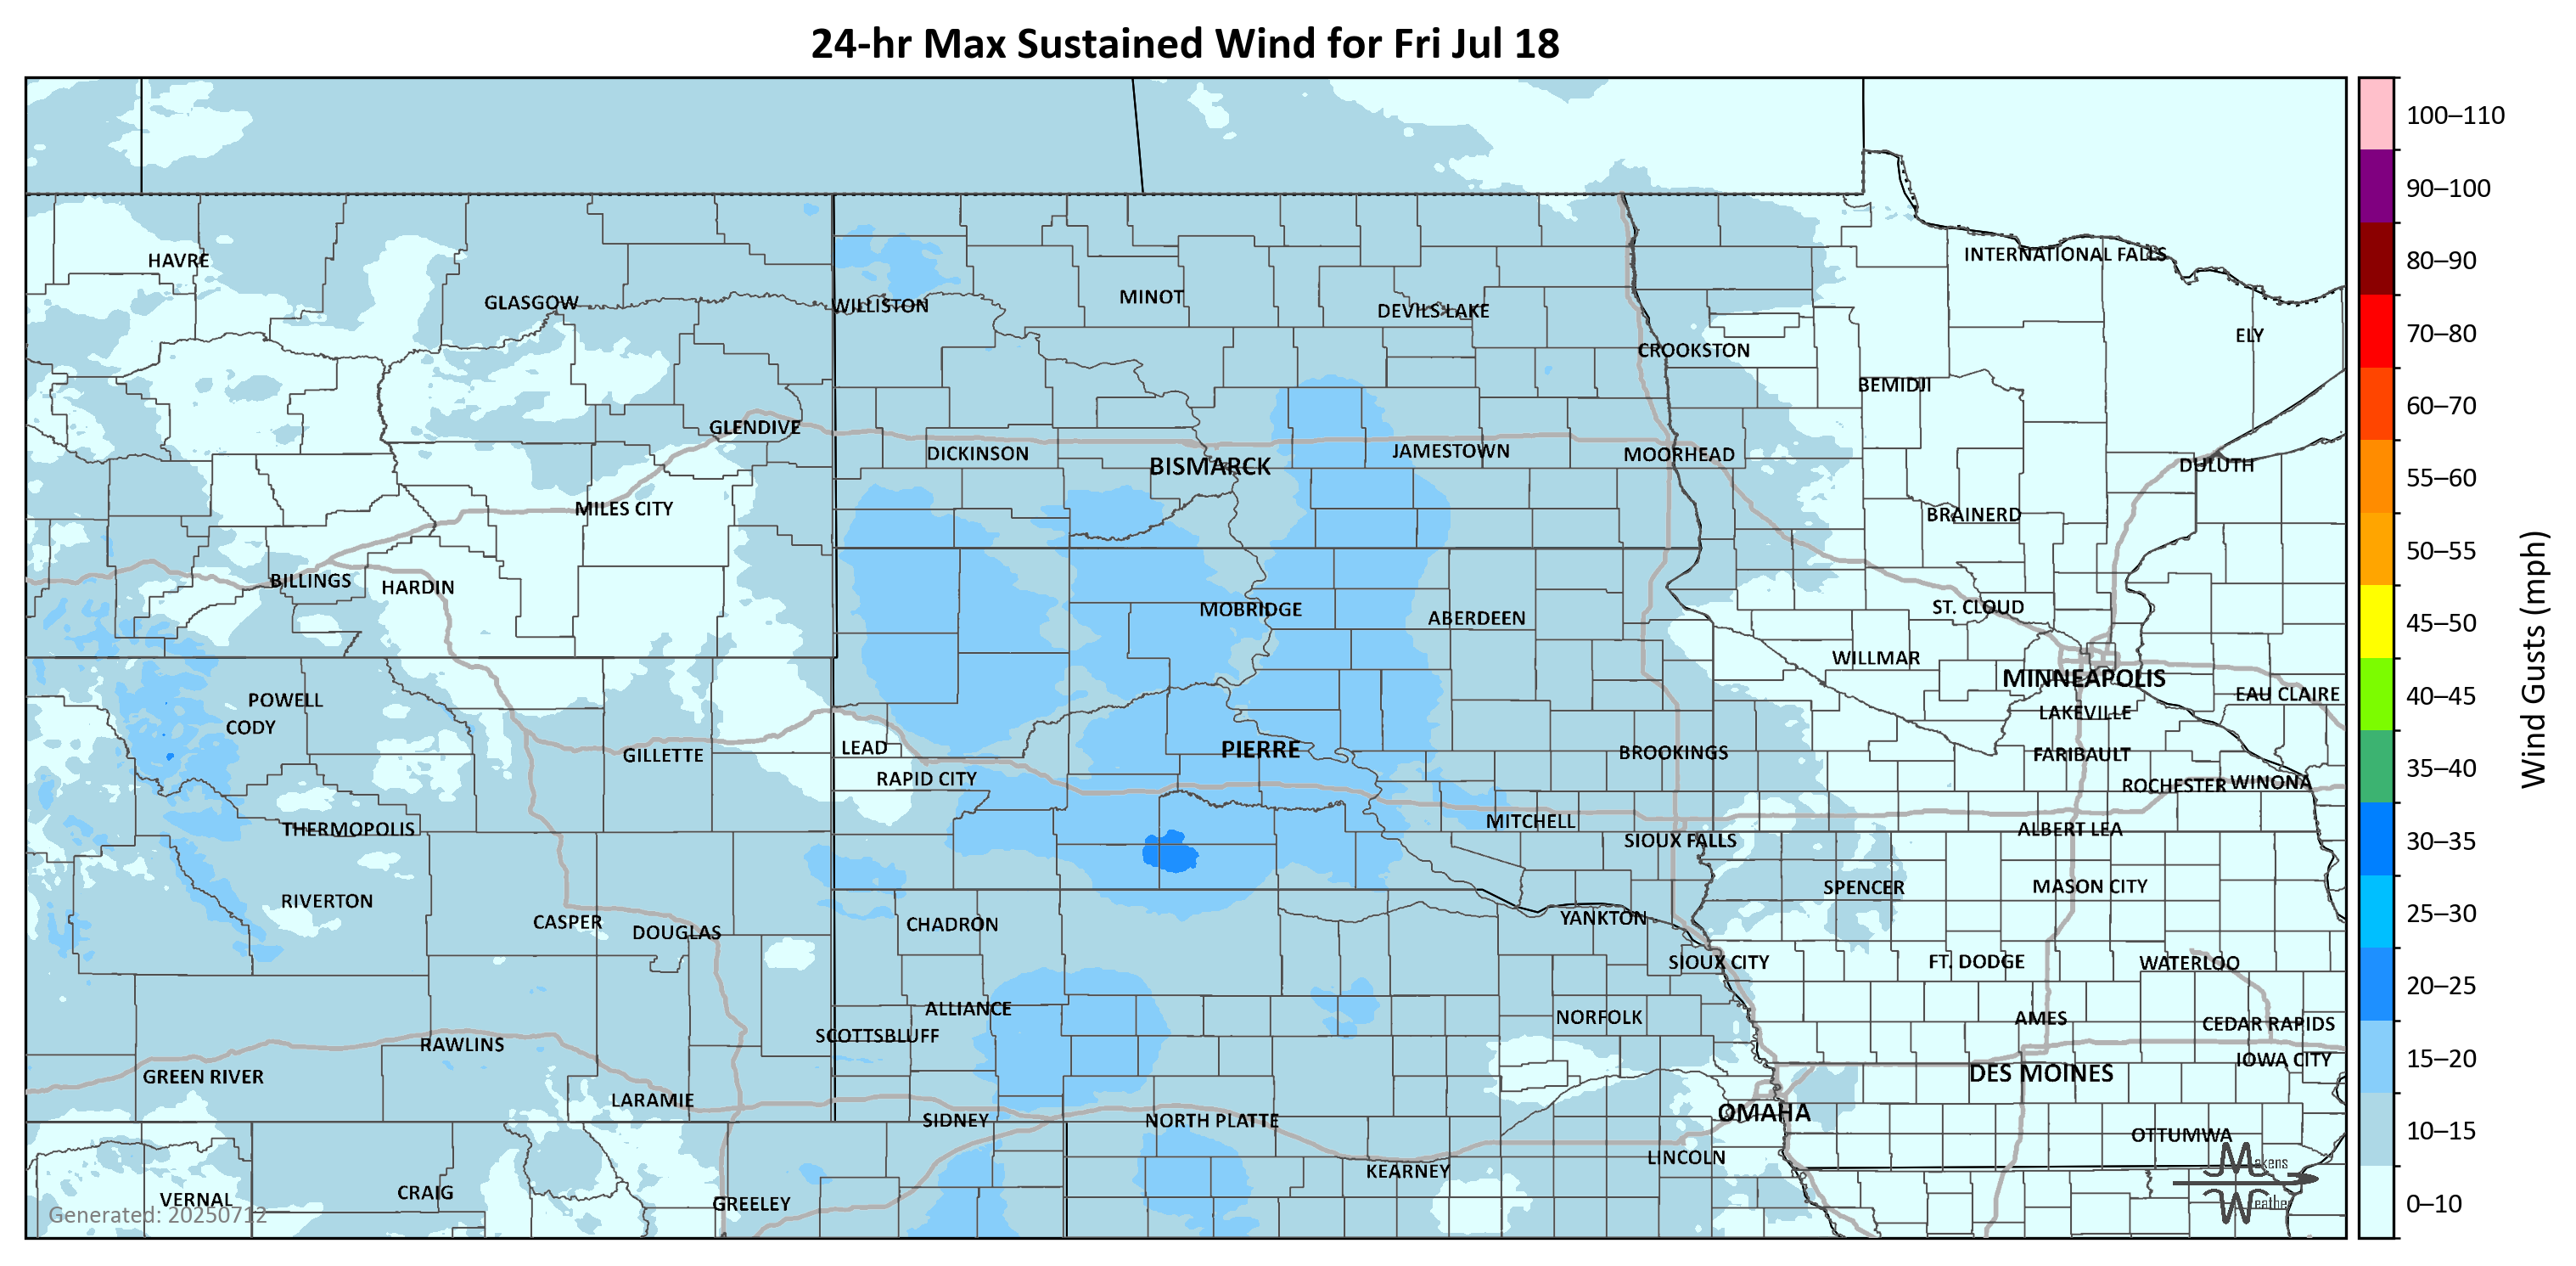 24-hr Max Sustained Wind for Fri Jul 18
100–110
90–100
80–90
70–80
60–70
55–60
50–55
45–50
40–45
35–40
30–35
25–30
20–25
15–20
10–15
0–10
Wind Gusts (mph)
HAVRE
INTERNATIONAL FALLS
GLASGOW
WILLISTON
MINOT
DEVILS LAKE
ELY
CROOKSTON
BEMIDJI
GLENDIVE
DICKINSON
BISMARCK
JAMESTOWN
MOORHEAD
DULUTH
MILES CITY
BRAINERD
BILLINGS
HARDIN
MOBRIDGE
ABERDEEN
ST. CLOUD
WILLMAR
MINNEAPOLIS
POWELL
EAU CLAIRE
CODY
LAKEVILLE
GILLETTE
LEAD
PIERRE
BROOKINGS
FARIBAULT
RAPID CITY
ROCHESTER
WINONA
THERMOPOLIS
MITCHELL
SIOUX FALLS
ALBERT LEA
RIVERTON
SPENCER
MASON CITY
CASPER
DOUGLAS
CHADRON
YANKTON
SIOUX CITY
FT. DODGE
WATERLOO
ALLIANCE
NORFOLK
AMES
CEDAR RAPIDS
SCOTTSBLUFF
RAWLINS
IOWA CITY
GREEN RIVER
DES MOINES
LARAMIE
SIDNEY
NORTH PLATTE
OMAHA
OTTUMWA
KEARNEY
LINCOLN
VERNAL
CRAIG
GREELEY
Generated: 20250712
Makens
Weather